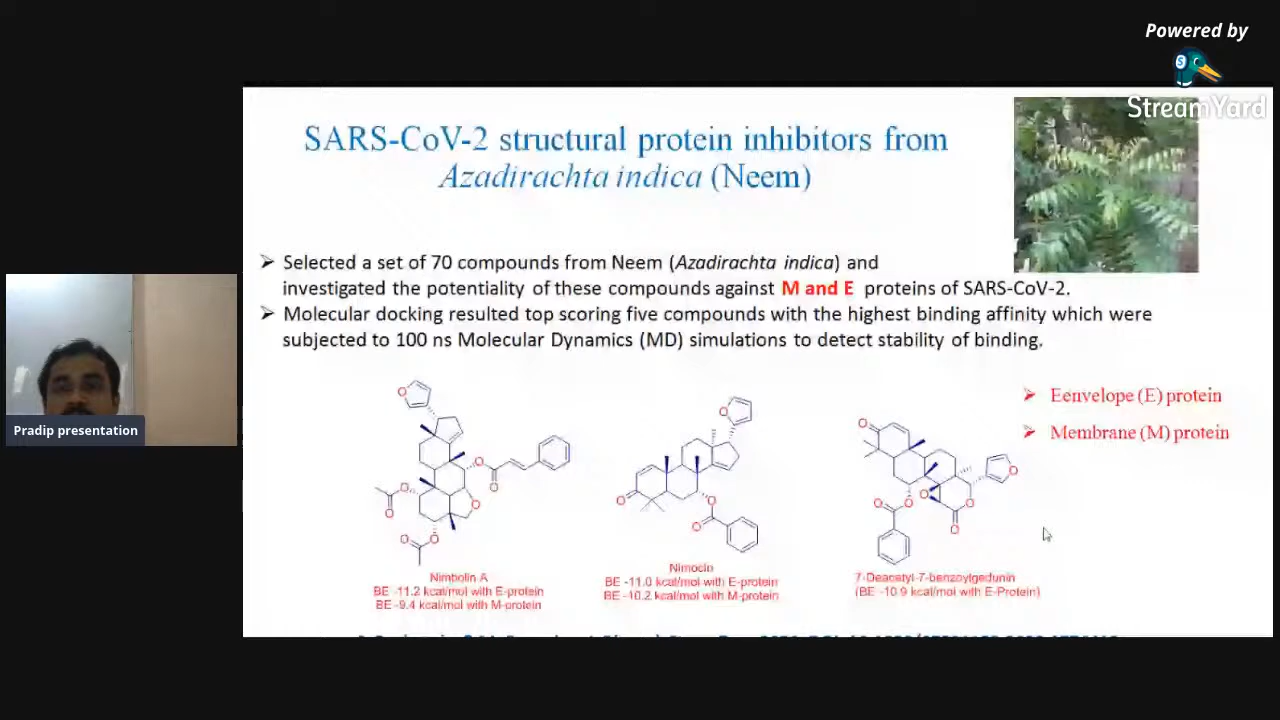 Powered by
StreamYard
SARS-CoV-2 structural protein inhibitors from
Azadirachta indica (Neem)
➢ Selected a set of 70 compounds from Neem (Azadirachta indica) and
investigated the potentiality of these compounds against M and E proteins of SARS-CoV-2.
➢ Molecular docking resulted top scoring five compounds with the highest binding affinity which were
subjected to 100 ns Molecular Dynamics (MD) simulations to detect stability of binding.
➢ Eenvelope (E) protein
➢ Membrane (M) protein
Pradip presentation
Nimbolin A
BE -11.2 kcal/mol with E-protein
BE -9.4 kcal/mol with M-protein
Nimocin
BE -11.0 kcal/mol with E-protein
BE -10.2 kcal/mol with M-protein
7-Deacetyl-7-benzoylgedunin
(BE -10.9 kcal/mol with E-Protein)